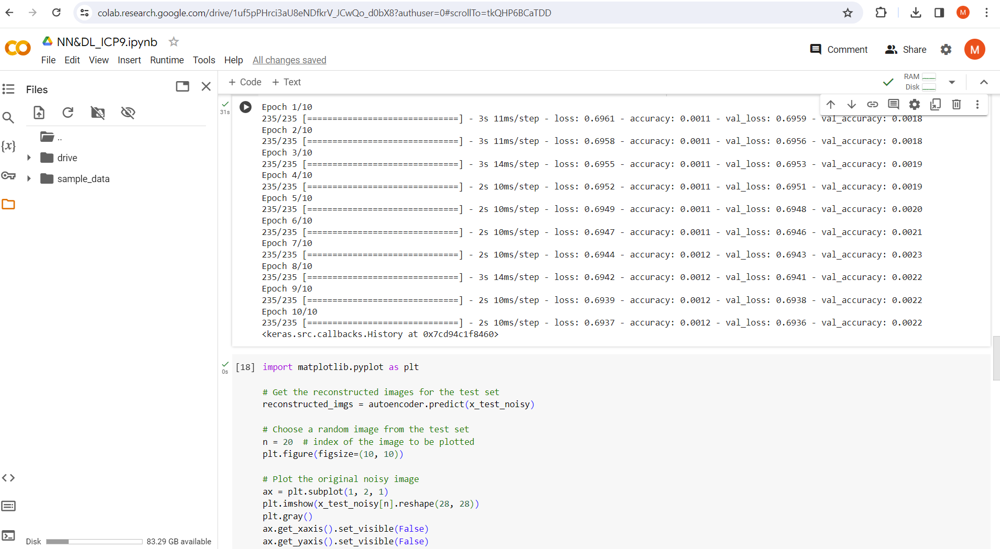 colab.research.google.com/drive/1uf5pPHrci3aU8eNDfkrV_JCwQo_d0bX8?authuser=0#scrollTo=tkQHP6BCaTDD
M
NN&DL_ICP9.ipynb
File Edit View Insert Runtime Tools Help All changes saved
Comment Share M
Files
+ Code + Text
RAM
Disk
..
drive
sample_data
{x}
31s
Epoch 1/10
235/235 [==============================] - 3s 11ms/step - loss: 0.6961 - accuracy: 0.0011 - val_loss: 0.6959 - val_accuracy: 0.0018
Epoch 2/10
235/235 [==============================] - 3s 11ms/step - loss: 0.6958 - accuracy: 0.0011 - val_loss: 0.6956 - val_accuracy: 0.0018
Epoch 3/10
235/235 [==============================] - 3s 14ms/step - loss: 0.6955 - accuracy: 0.0011 - val_loss: 0.6953 - val_accuracy: 0.0019
Epoch 4/10
235/235 [==============================] - 2s 10ms/step - loss: 0.6952 - accuracy: 0.0011 - val_loss: 0.6951 - val_accuracy: 0.0019
Epoch 5/10
235/235 [==============================] - 2s 10ms/step - loss: 0.6949 - accuracy: 0.0011 - val_loss: 0.6948 - val_accuracy: 0.0020
Epoch 6/10
235/235 [==============================] - 2s 10ms/step - loss: 0.6947 - accuracy: 0.0011 - val_loss: 0.6946 - val_accuracy: 0.0021
Epoch 7/10
235/235 [==============================] - 2s 10ms/step - loss: 0.6944 - accuracy: 0.0012 - val_loss: 0.6943 - val_accuracy: 0.0023
Epoch 8/10
235/235 [==============================] - 3s 14ms/step - loss: 0.6942 - accuracy: 0.0012 - val_loss: 0.6941 - val_accuracy: 0.0022
Epoch 9/10
235/235 [==============================] - 2s 10ms/step - loss: 0.6939 - accuracy: 0.0012 - val_loss: 0.6938 - val_accuracy: 0.0022
Epoch 10/10
235/235 [==============================] - 2s 10ms/step - loss: 0.6937 - accuracy: 0.0012 - val_loss: 0.6936 - val_accuracy: 0.0022
<keras.src.callbacks.History at 0x7cd94c1f8460>
0s
[18] import matplotlib.pyplot as plt
# Get the reconstructed images for the test set
reconstructed_imgs = autoencoder.predict(x_test_noisy)
# Choose a random image from the test set
n = 20  # index of the image to be plotted
plt.figure(figsize=(10, 10))
# Plot the original noisy image
ax = plt.subplot(1, 2, 1)
plt.imshow(x_test_noisy[n].reshape(28, 28))
plt.gray()
ax.get_xaxis().set_visible(False)
ax.get_yaxis().set_visible(False)
Disk 83.29 GB available